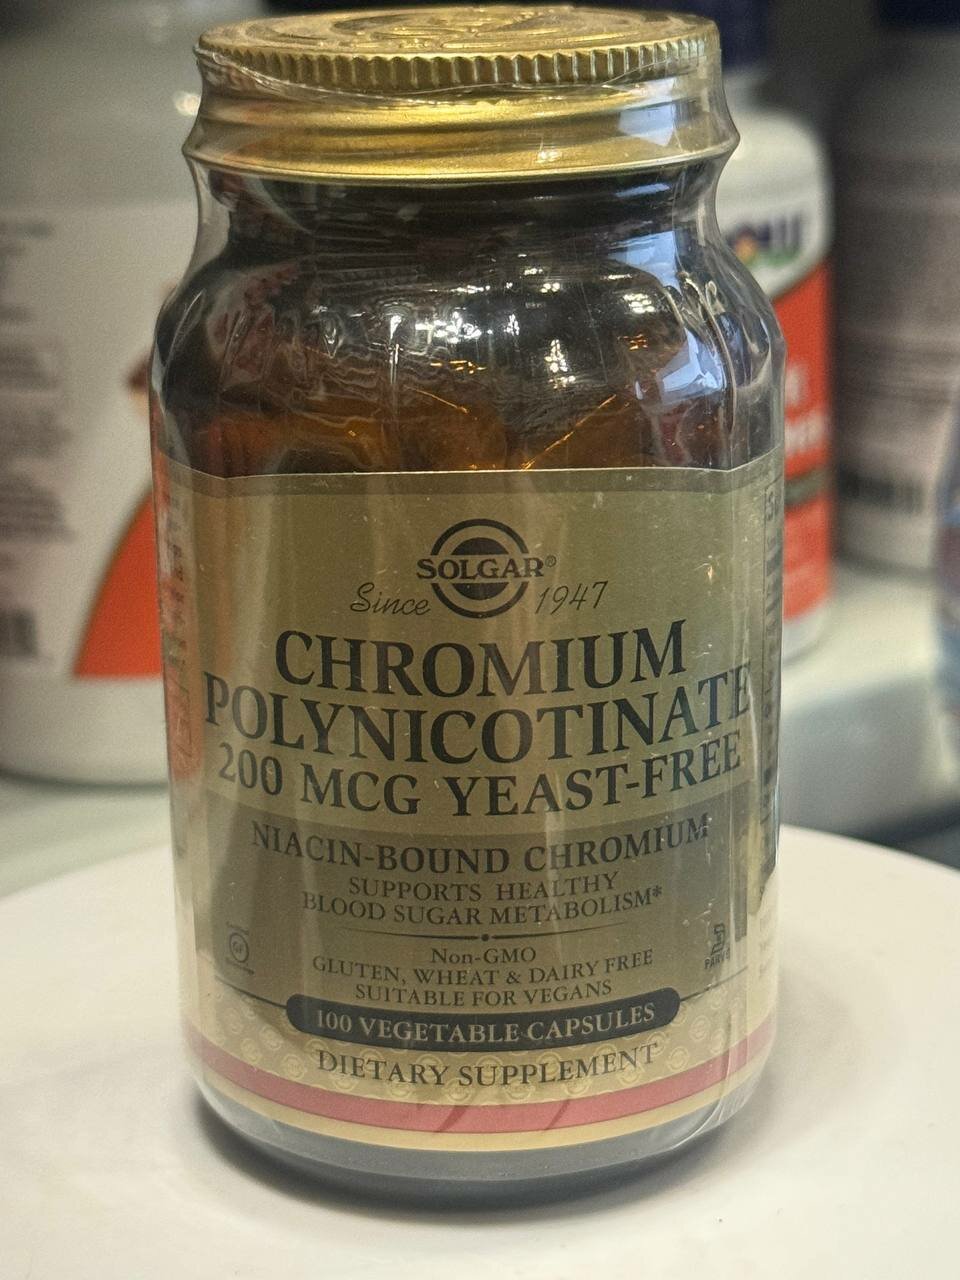 SOLGAR®
Since 1947
CHROMIUM
POLYNICOTINATE
200 MCG YEAST-FREE
NIACIN-BOUND CHROMIUM
SUPPORTS HEALTHY
BLOOD SUGAR METABOLISM*
Non-GMO
GLUTEN, WHEAT & DAIRY FREE
SUITABLE FOR VEGANS
GF
100 VEGETABLE CAPSULES
DIETARY SUPPLEMENT